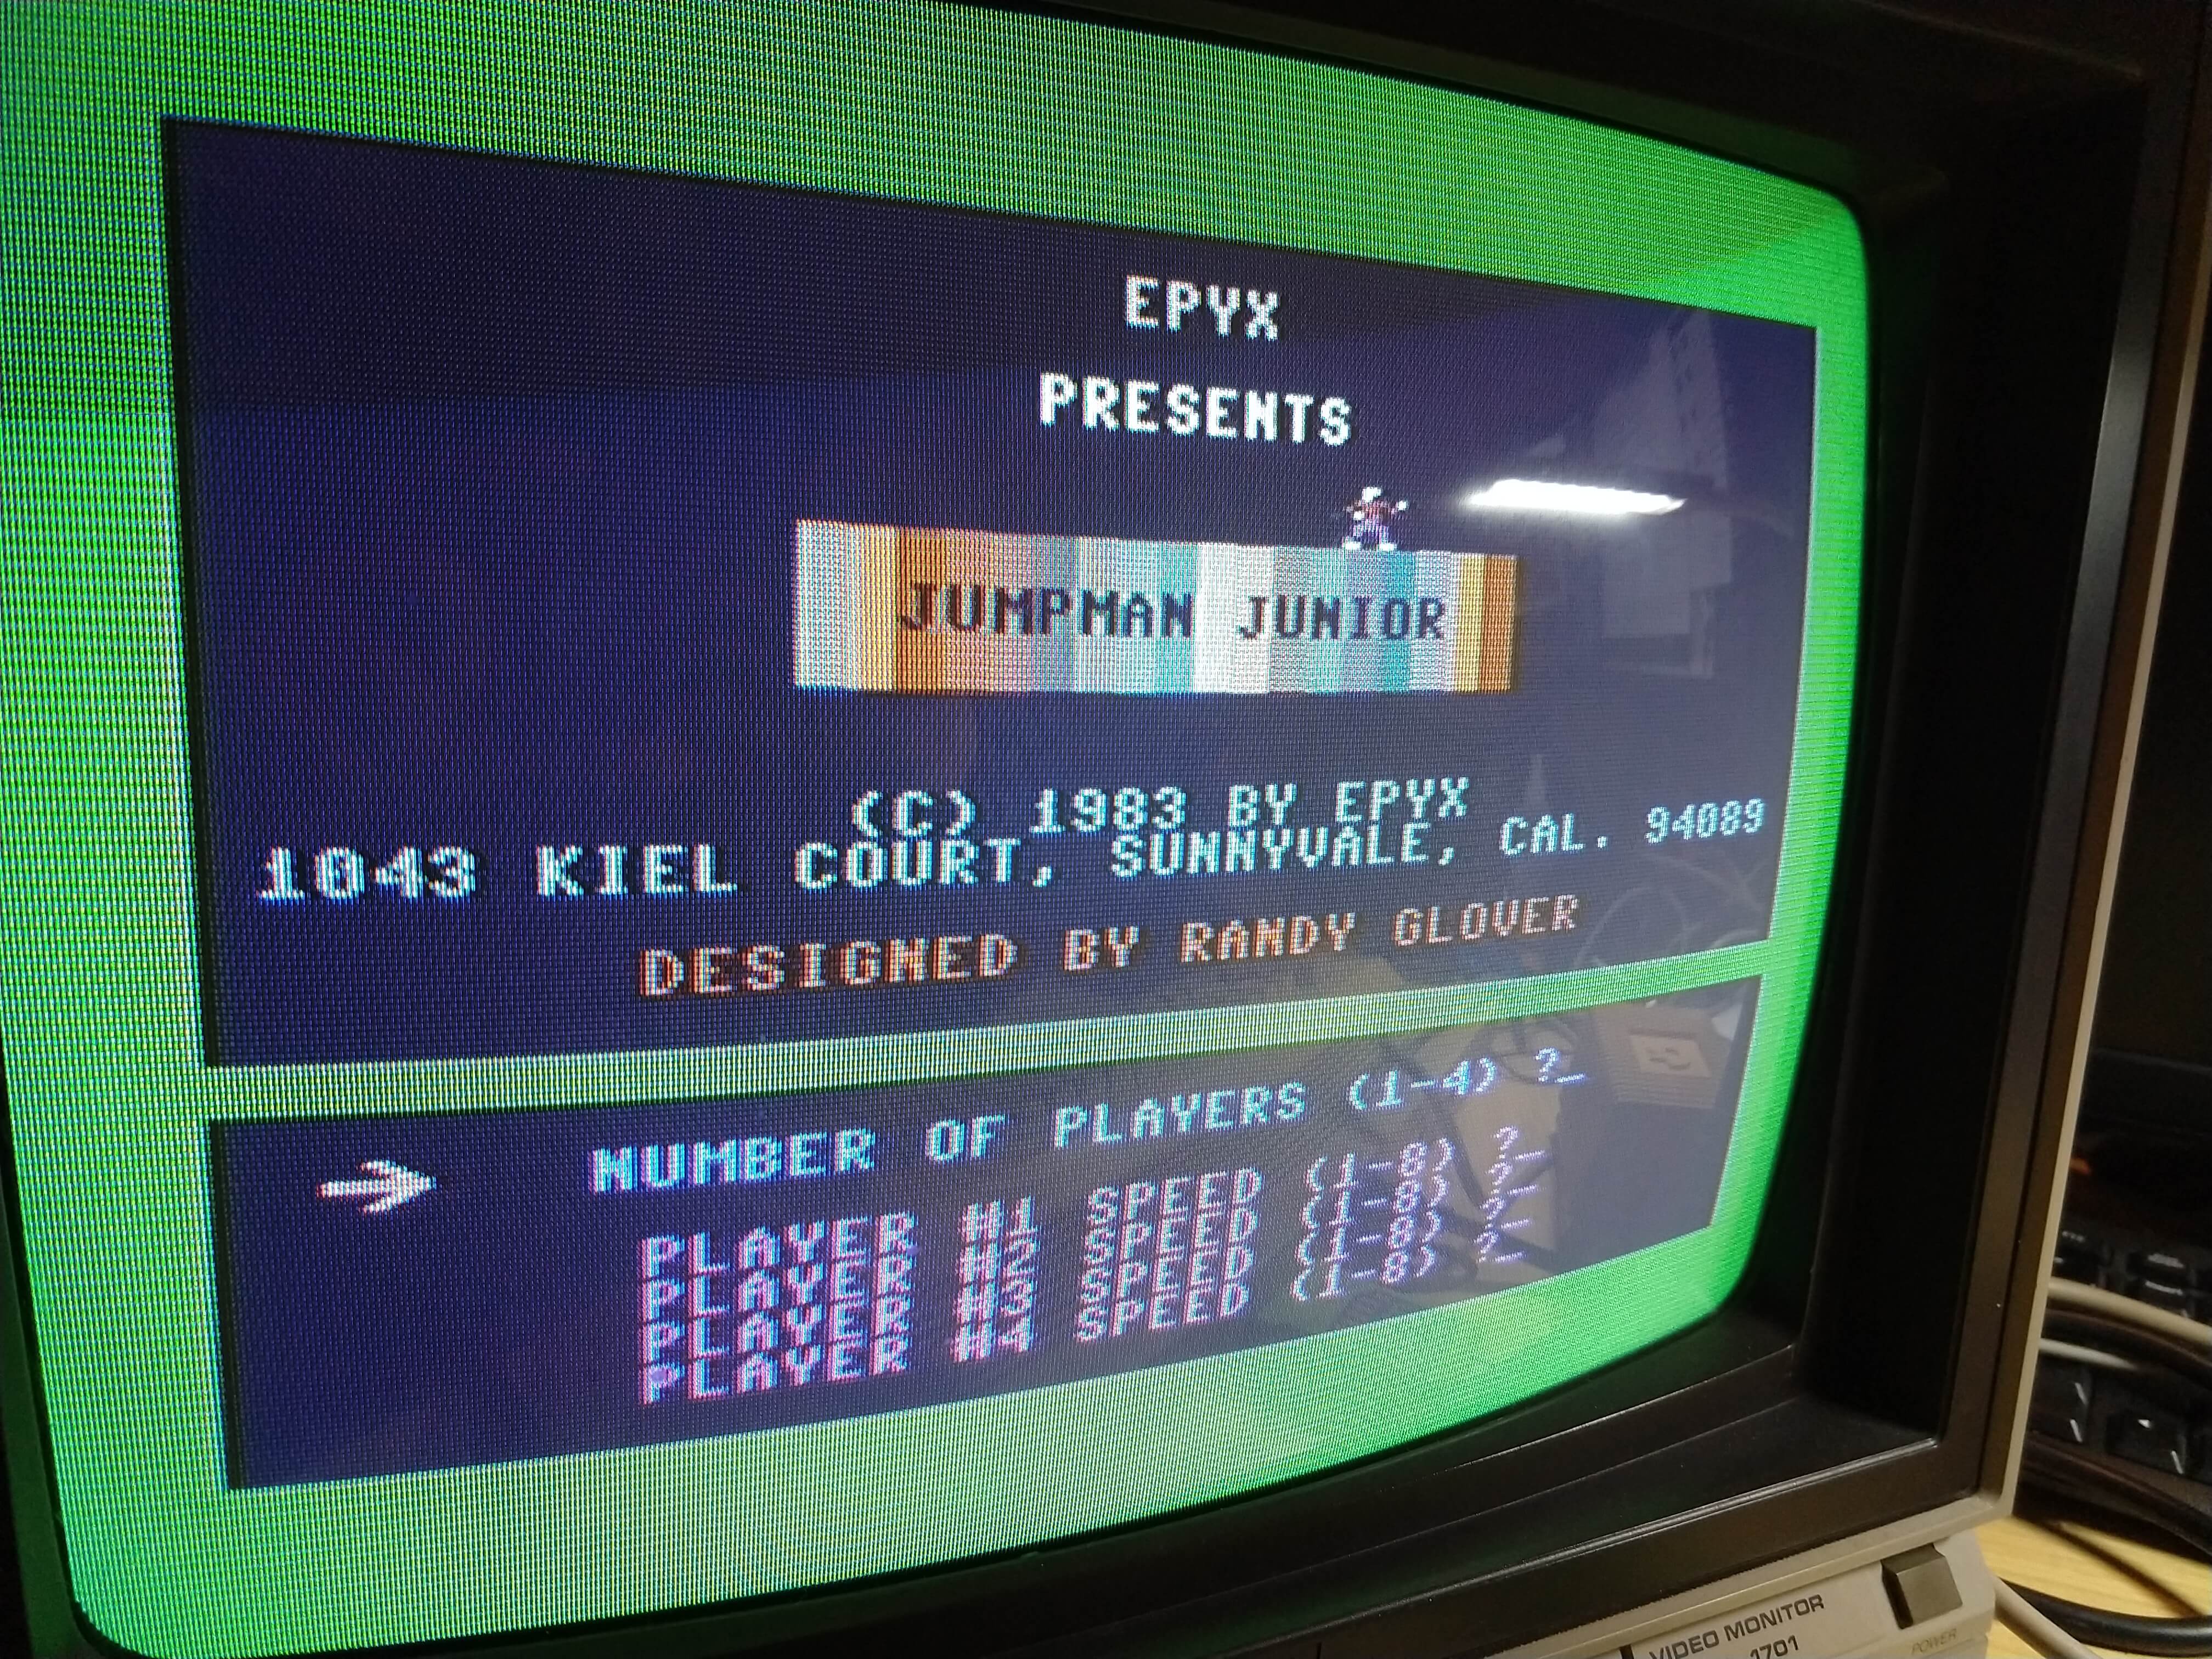 EPYX
PRESENTS
JUMPMAN JUNIOR
(C) 1983 BY EPYX
1043 KIEL COURT, SUNNYVALE, CAL. 94089
DESIGNED BY RANDY GLOVER
NUMBER OF PLAYERS (1-4) ?_
PLAYER #1 SPEED (1-8) ?_
PLAYER #2 SPEED (1-8) ?_
PLAYER #3 SPEED (1-8) ?_
PLAYER #4 SPEED (1-8) ?_
VIDEO MONITOR
1701
POWER